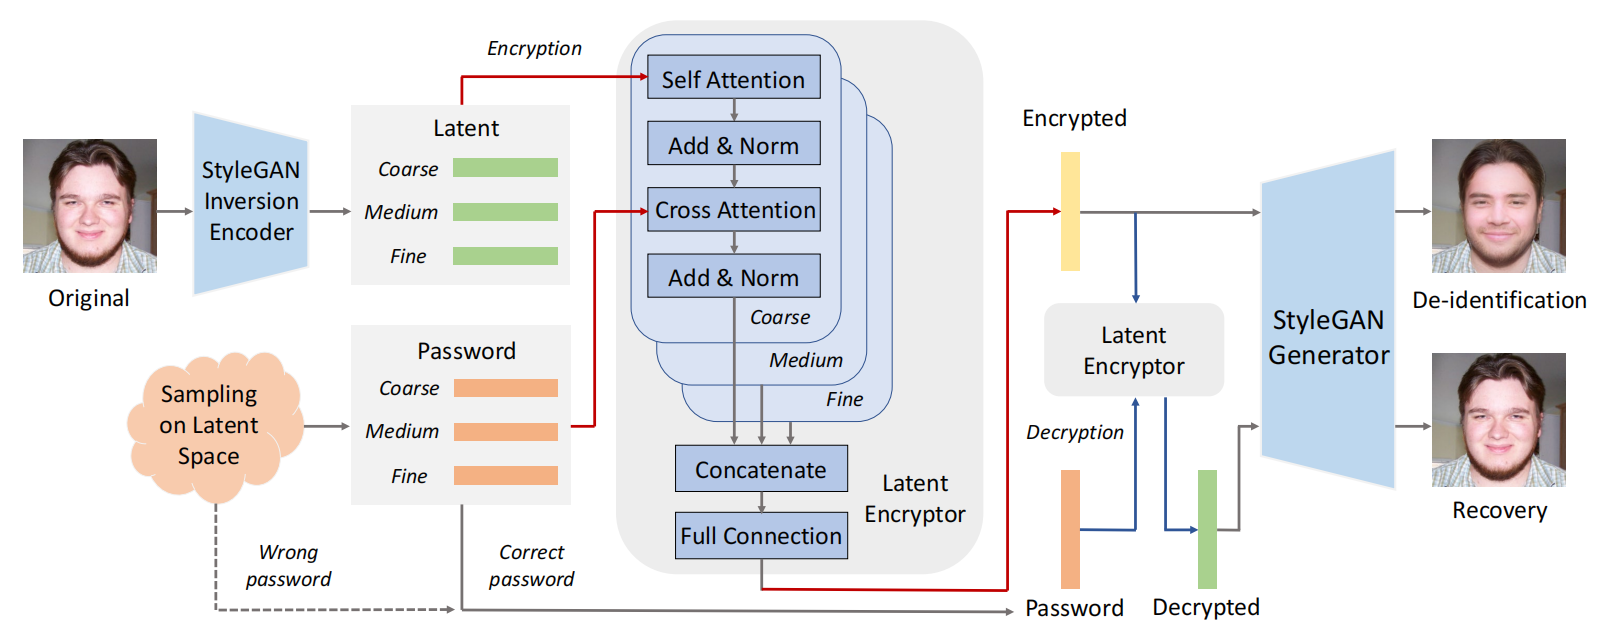 Original
StyleGAN
Inversion
Encoder
Encryption
Latent
Coarse
Medium
Fine
Sampling
on Latent
Space
Password
Coarse
Medium
Fine
Wrong
password
Correct
password
Self Attention
Add & Norm
Cross Attention
Add & Norm
Coarse
Medium
Fine
Concatenate
Full Connection
Latent
Encryptor
Encrypted
Latent
Encryptor
Decryption
Password
Decrypted
StyleGAN
Generator
De-identification
Recovery